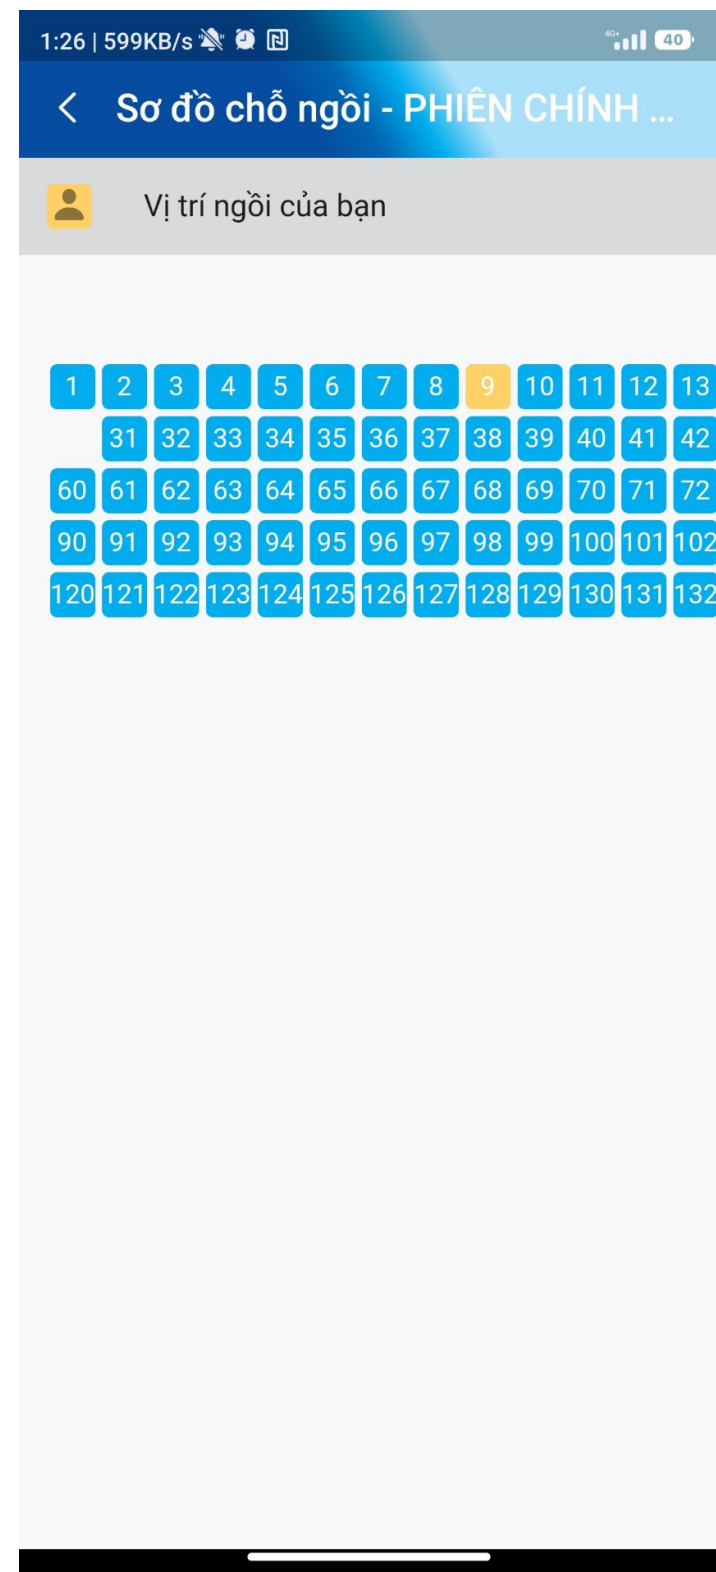 1:26 | 599KB/s 4G+ 40
Sơ đồ chỗ ngồi - PHIÊN CHÍNH ...
Vị trí ngồi của bạn
1 2 3 4 5 6 7 8 9 10 11 12 13
31 32 33 34 35 36 37 38 39 40 41 42
60 61 62 63 64 65 66 67 68 69 70 71 72
90 91 92 93 94 95 96 97 98 99 100 101 102
120 121 122 123 124 125 126 127 128 129 130 131 132